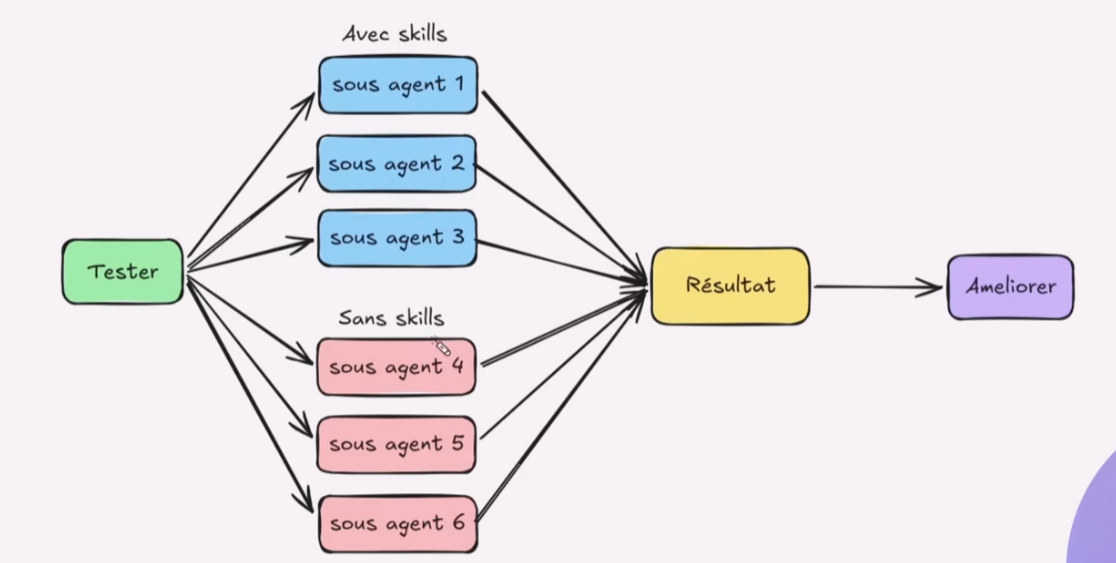 Avec skills
sous agent 1
sous agent 2
sous agent 3
Tester
Sans skills
sous agent 4
sous agent 5
sous agent 6
Résultat
Ameliorer